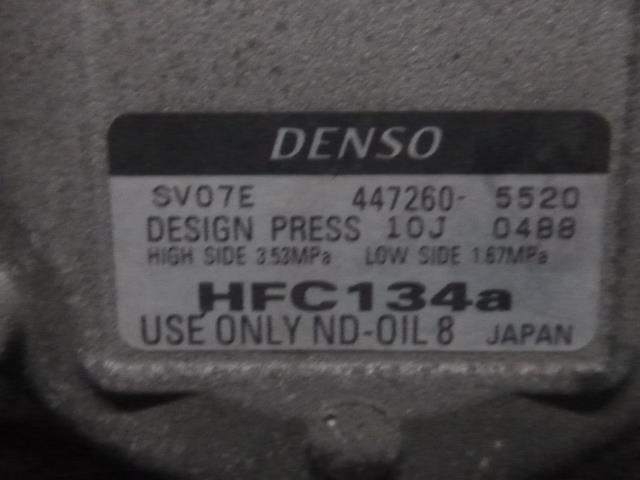 DENSO
SV07E 447260- 5520
DESIGN PRESS 10J 0488
HIGH SIDE 3.53MPa LOW SIDE 1.67MPa
HFC134a
USE ONLY ND-OIL 8 JAPAN